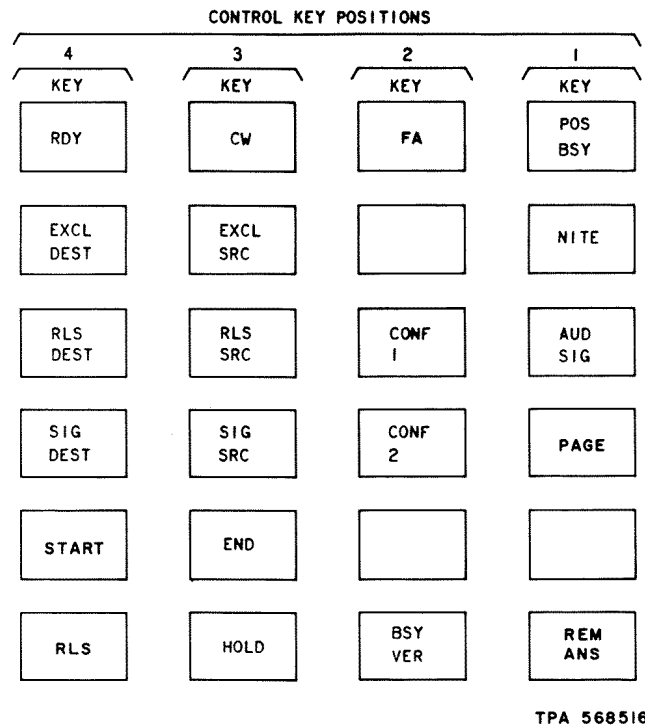 CONTROL KEY POSITIONS
4 3 2 1
KEY KEY KEY KEY
RDY
CW
FA
POS
BSY
EXCL
DEST
EXCL
SRC
NITE
RLS
DEST
RLS
SRC
CONF
1
AUD
SIG
SIG
DEST
SIG
SRC
CONF
2
PAGE
START
END
RLS
HOLD
BSY
VER
REM
ANS
TPA 568516